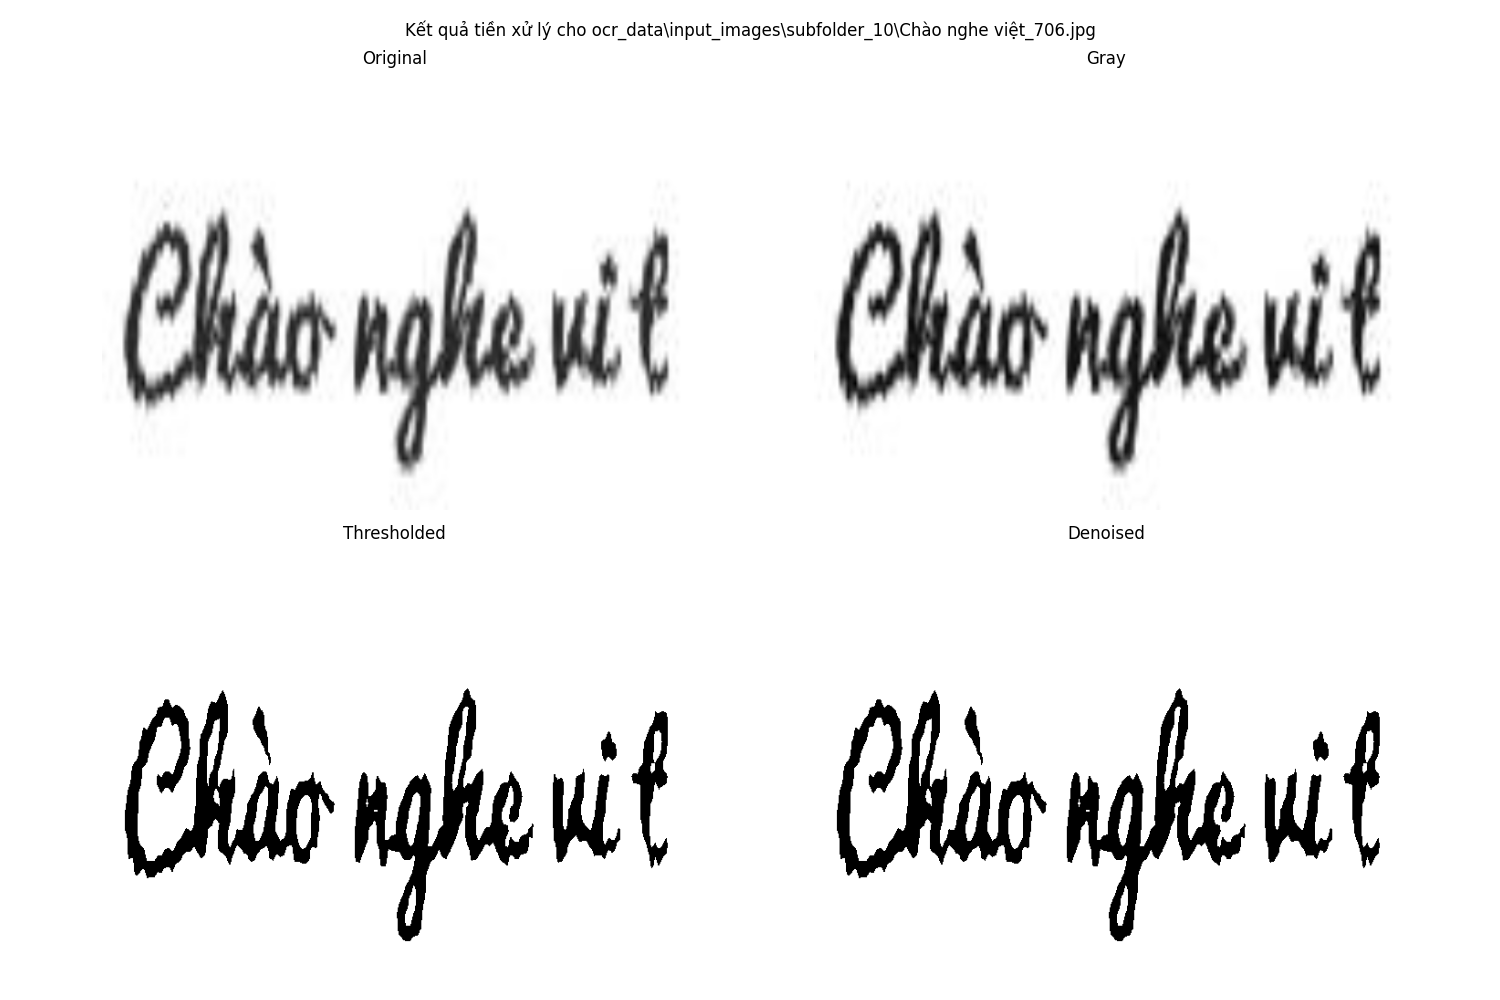 Kết quả tiền xử lý cho ocr_data\input_images\subfolder_10\Chào nghe việt_706.jpg
Original
Gray
Chào nghe vi t
Chào nghe vi t
Thresholded
Denoised
Chào nghe vi t
Chào nghe vi t